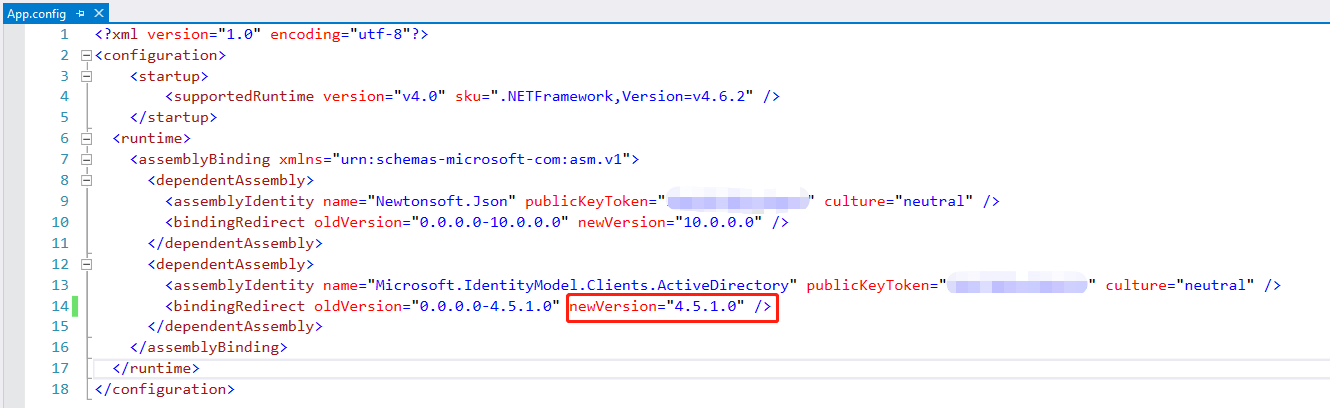 App.config
1 <?xml version="1.0" encoding="utf-8"?>
2 <configuration>
3 <startup>
4 <supportedRuntime version="v4.0" sku=".NETFramework,Version=v4.6.2" />
5 </startup>
6 <runtime>
7 <assemblyBinding xmlns="urn:schemas-microsoft-com:asm.v1">
8 <dependentAssembly>
9 <assemblyIdentity name="Newtonsoft.Json" publicKeyToken=" " culture="neutral" />
10 <bindingRedirect oldVersion="0.0.0.0-10.0.0.0" newVersion="10.0.0.0" />
11 </dependentAssembly>
12 <dependentAssembly>
13 <assemblyIdentity name="Microsoft.IdentityModel.Clients.ActiveDirectory" publicKeyToken=" " culture="neutral" />
14 <bindingRedirect oldVersion="0.0.0.0-4.5.1.0" newVersion="4.5.1.0" />
15 </dependentAssembly>
16 </assemblyBinding>
17 </runtime>
18 </configuration>